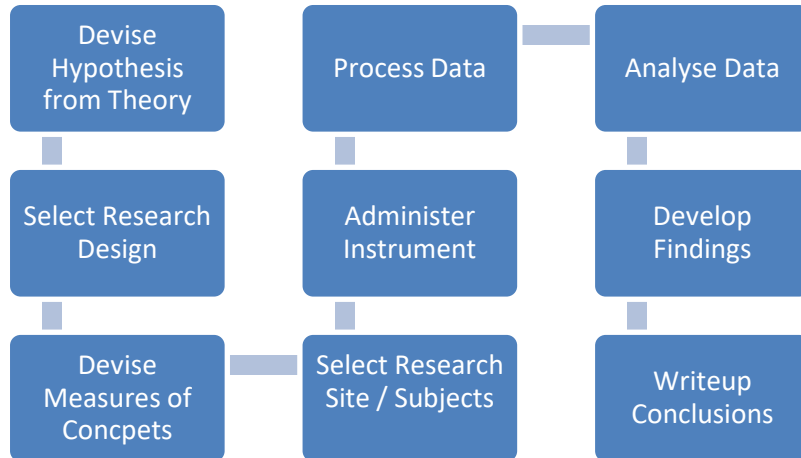 Devise
Hypothesis
from Theory
Select Research
Design
Devise
Measures of
Concpets
Select Research
Site / Subjects
Administer
Instrument
Process Data
Analyse Data
Develop
Findings
Writeup
Conclusions